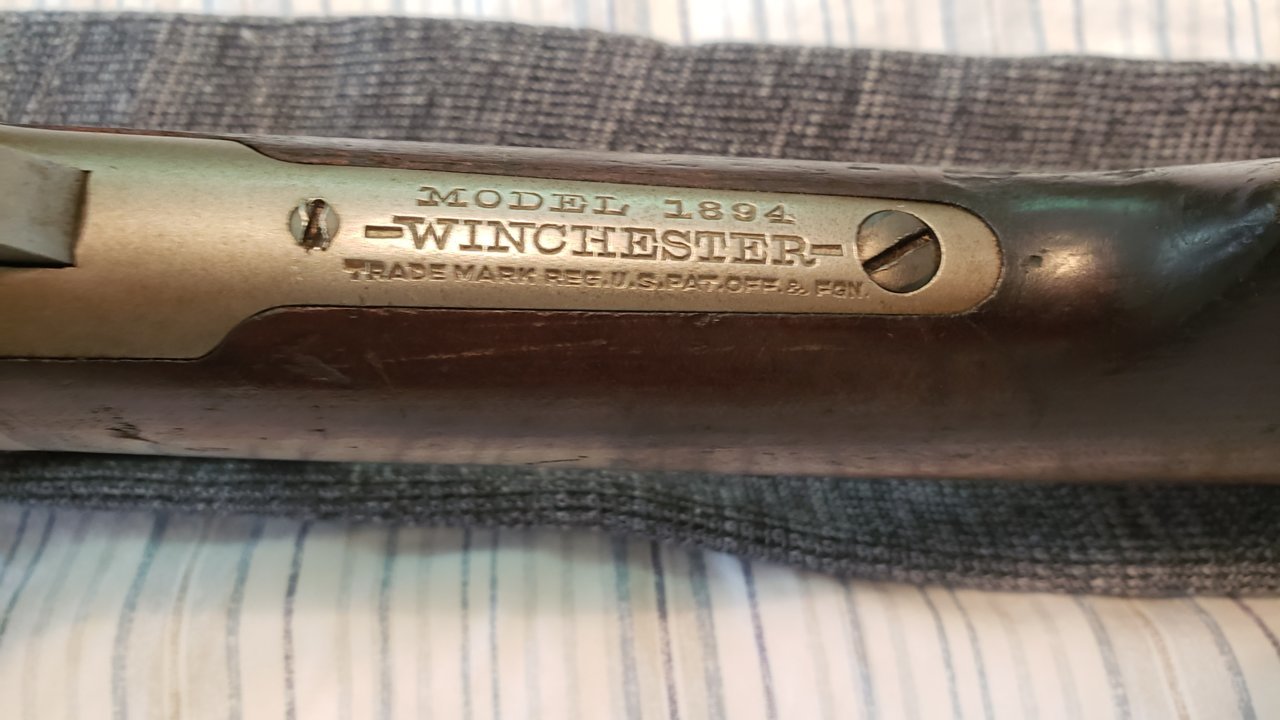 MODEL 1894
-WINCHESTER-
TRADE MARK REG. U.S. PAT. OFF. & FGN.